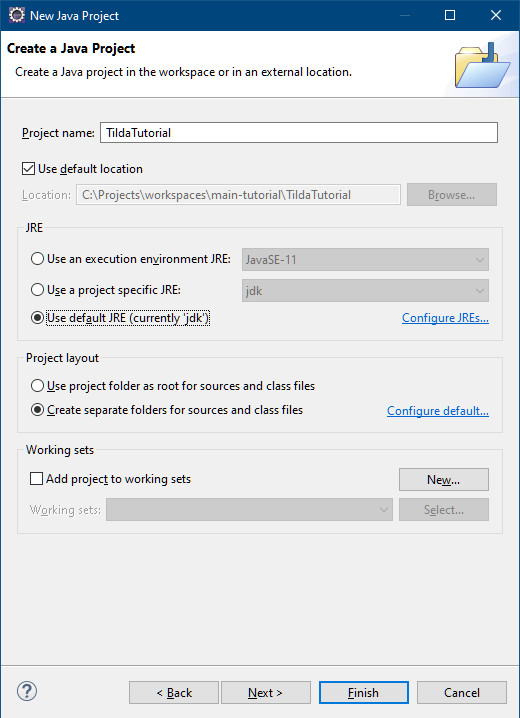 New Java Project
Create a Java Project
Create a Java project in the workspace or in an external location.
Project name: TildaTutorial
Use default location
Location: C:\Projects\workspaces\main-tutorial\TildaTutorial Browse...
JRE
Use an execution environment JRE: JavaSE-11
Use a project specific JRE: jdk
Use default JRE (currently 'jdk') Configure JREs...
Project layout
Use project folder as root for sources and class files
Create separate folders for sources and class files Configure default...
Working sets
Add project to working sets New...
Working sets: Select...
? < Back Next > Finish Cancel